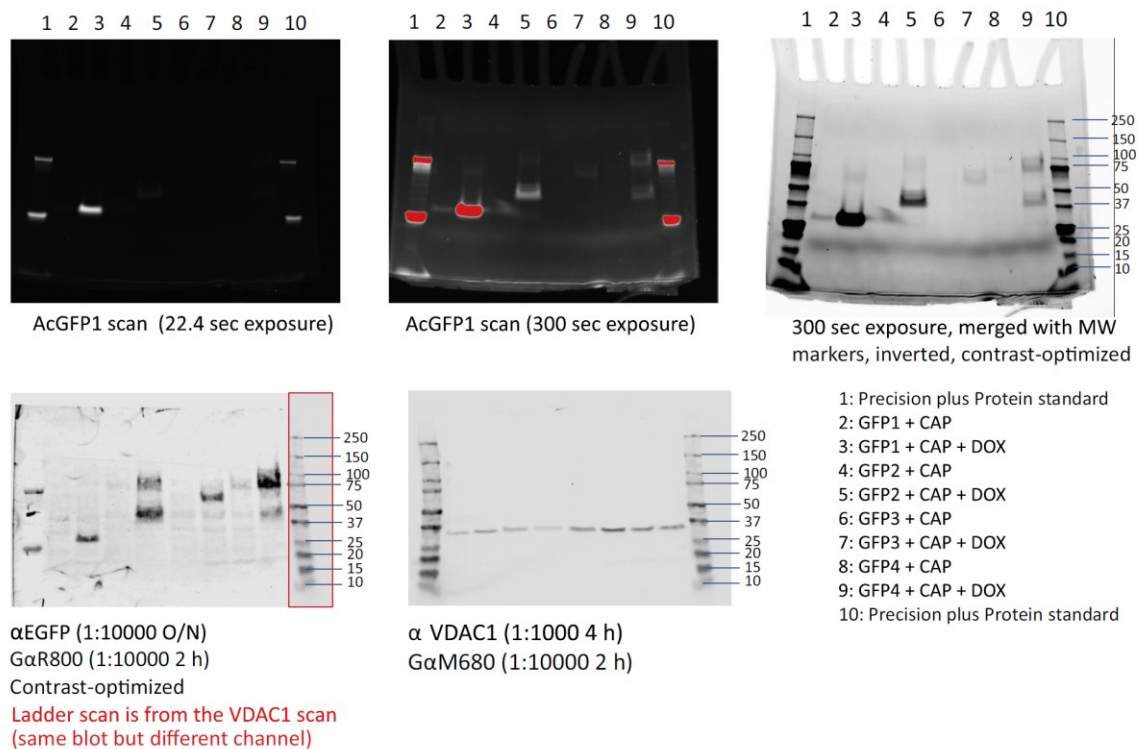 1 2 3 4 5 6 7 8 9 10
1 2 3 4 5 6 7 8 9 10
1 2 3 4 5 6 7 8 9 10
250
150
100
75
50
37
25
20
15
10
AcGFP1 scan (22.4 sec exposure)
AcGFP1 scan (300 sec exposure)
300 sec exposure, merged with MW
markers, inverted, contrast-optimized
250
150
100
75
50
37
25
20
15
10
αEGFP (1:10000 O/N)
GαR800 (1:10000 2 h)
Contrast-optimized
Ladder scan is from the VDAC1 scan
(same blot but different channel)
250
150
100
75
50
37
25
20
15
10
α VDAC1 (1:1000 4 h)
GαM680 (1:10000 2 h)
1: Precision plus Protein standard
2: GFP1 + CAP
3: GFP1 + CAP + DOX
4: GFP2 + CAP
5: GFP2 + CAP + DOX
6: GFP3 + CAP
7: GFP3 + CAP + DOX
8: GFP4 + CAP
9: GFP4 + CAP + DOX
10: Precision plus Protein standard